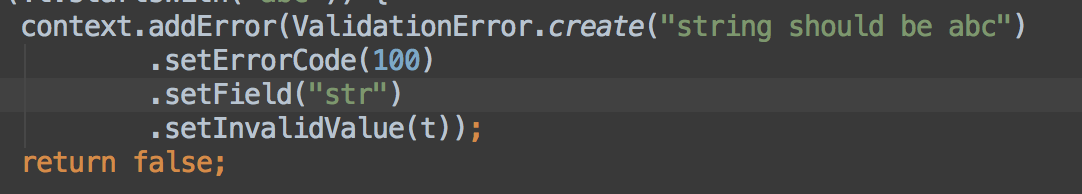 context.addError(ValidationError.create("string should be abc")
.setErrorCode(100)
.setField("str")
.setInvalidValue(t));
return false;